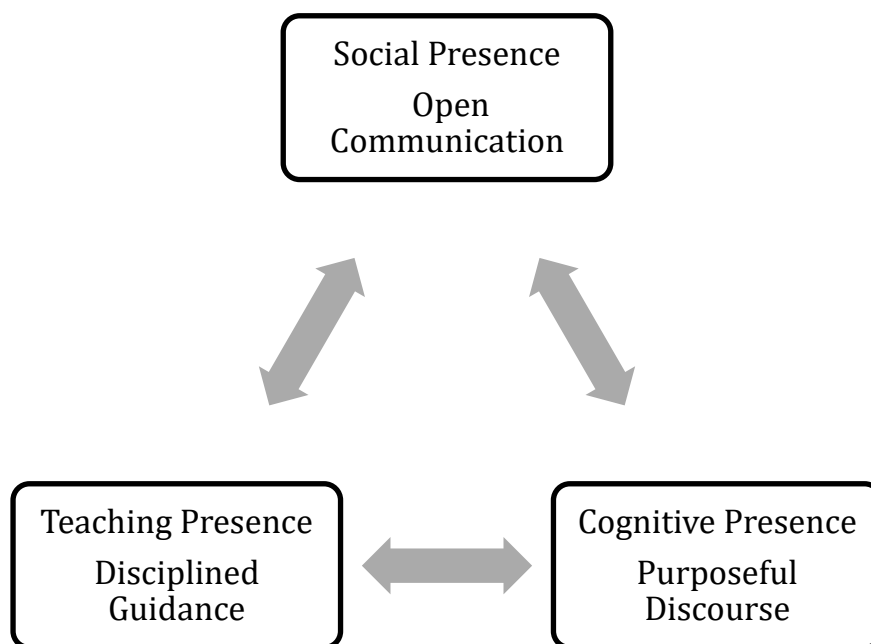 Social Presence
Open
Communication
Teaching Presence
Disciplined
Guidance
Cognitive Presence
Purposeful
Discourse